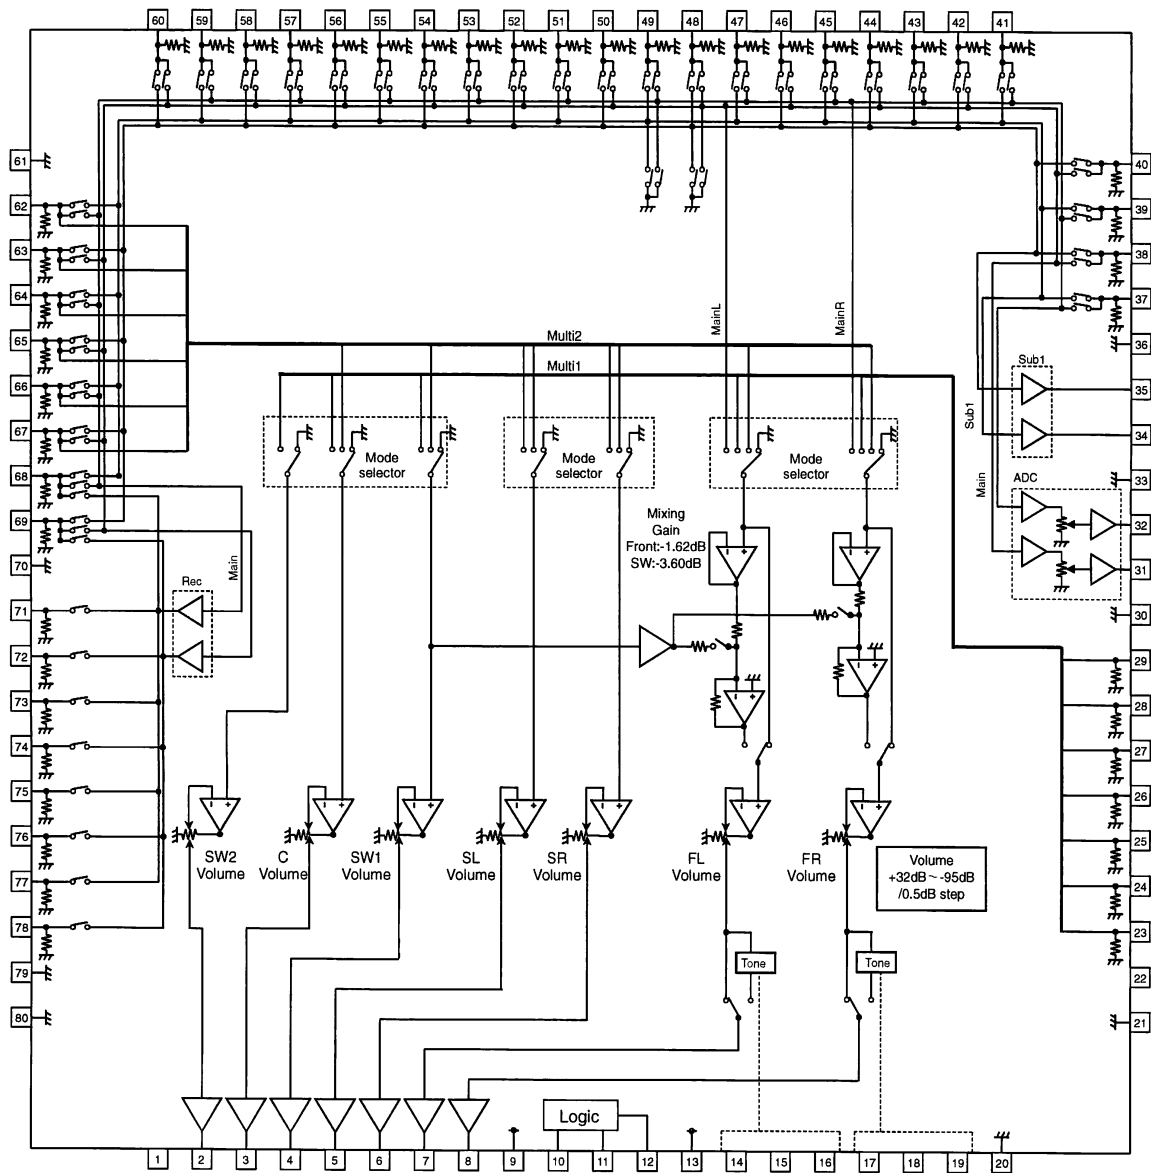 60 59 58 57 56 55 54 53 52 51 50 49 48 47 46 45 44 43 42 41
61
62
63
64
65
66
67
68
69
70
71
72
73
74
75
76
77
78
79
80
40
39
38
37
36
35
34
33
32
31
30
29
28
27
26
25
24
23
22
21
MainL
MainR
Multi2
Multi1
Sub1
Sub1
Main
ADC
Mode
selector
Mode
selector
Mode
selector
Mixing
Gain
Front:-1.62dB
SW:-3.60dB
Main
Rec
SW2
Volume
C
Volume
SW1
Volume
SL
Volume
SR
Volume
FL
Volume
FR
Volume
Volume
+32dB ~ -95dB
/0.5dB step
Tone
Tone
Logic
1 2 3 4 5 6 7 8 9 10 11 12 13 14 15 16 17 18 19 20